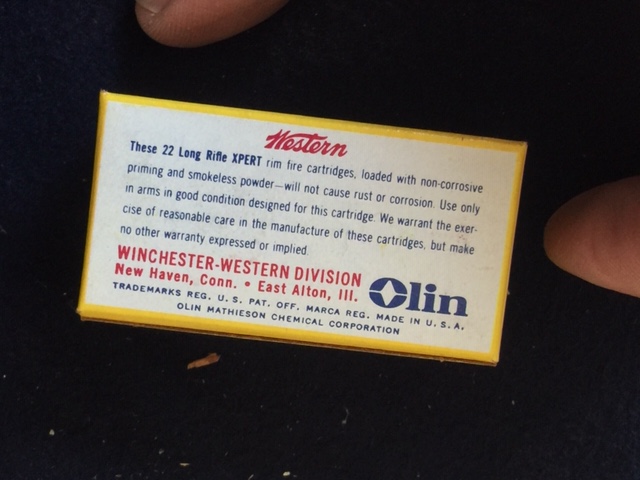 Western
These 22 Long Rifle XPERT rim fire cartridges, loaded with non-corrosive
priming and smokeless powder—will not cause rust or corrosion. Use only
in arms in good condition designed for this cartridge. We warrant the exer-
cise of reasonable care in the manufacture of these cartridges, but make
no other warranty expressed or implied.
WINCHESTER-WESTERN DIVISION
New Haven, Conn. • East Alton, Ill.
Olin
TRADEMARKS REG. U.S. PAT. OFF. MARCA REG. MADE IN U.S.A.
OLIN MATHIESON CHEMICAL CORPORATION